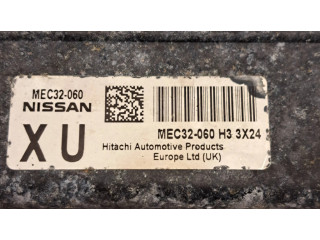 MEC32-060
NISSAN
XU
MEC32-060 H3 3X24
Hitachi Automotive Products
Europe Ltd (UK)